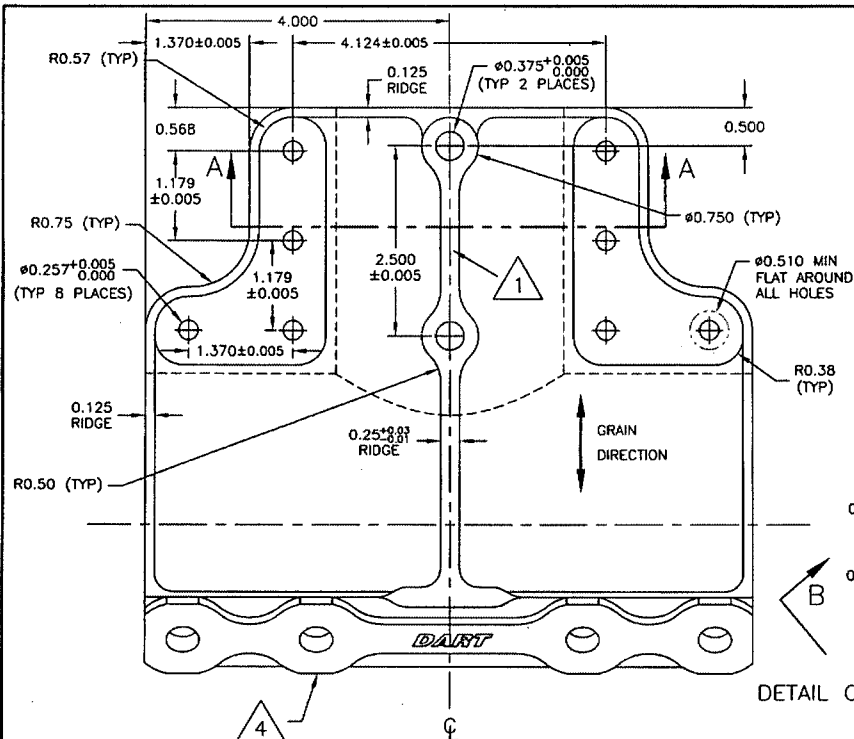 4.000
1.370±0.005
4.124±0.005
R0.57 (TYP)
0.125
RIDGE
ø0.375+0.005
0.000
(TYP 2 PLACES)
0.568
0.500
A
A
1.179
±0.005
R0.75 (TYP)
ø0.750 (TYP)
2.500
±0.005
ø0.257+0.005
0.000
(TYP 8 PLACES)
1.179
±0.005
1
ø0.510 MIN
FLAT AROUND
ALL HOLES
1.370±0.005
R0.38
(TYP)
0.125
RIDGE
0.25+0.03
-0.01
RIDGE
GRAIN
DIRECTION
R0.50 (TYP)
0
0
B
DART
DETAIL C
4
℄